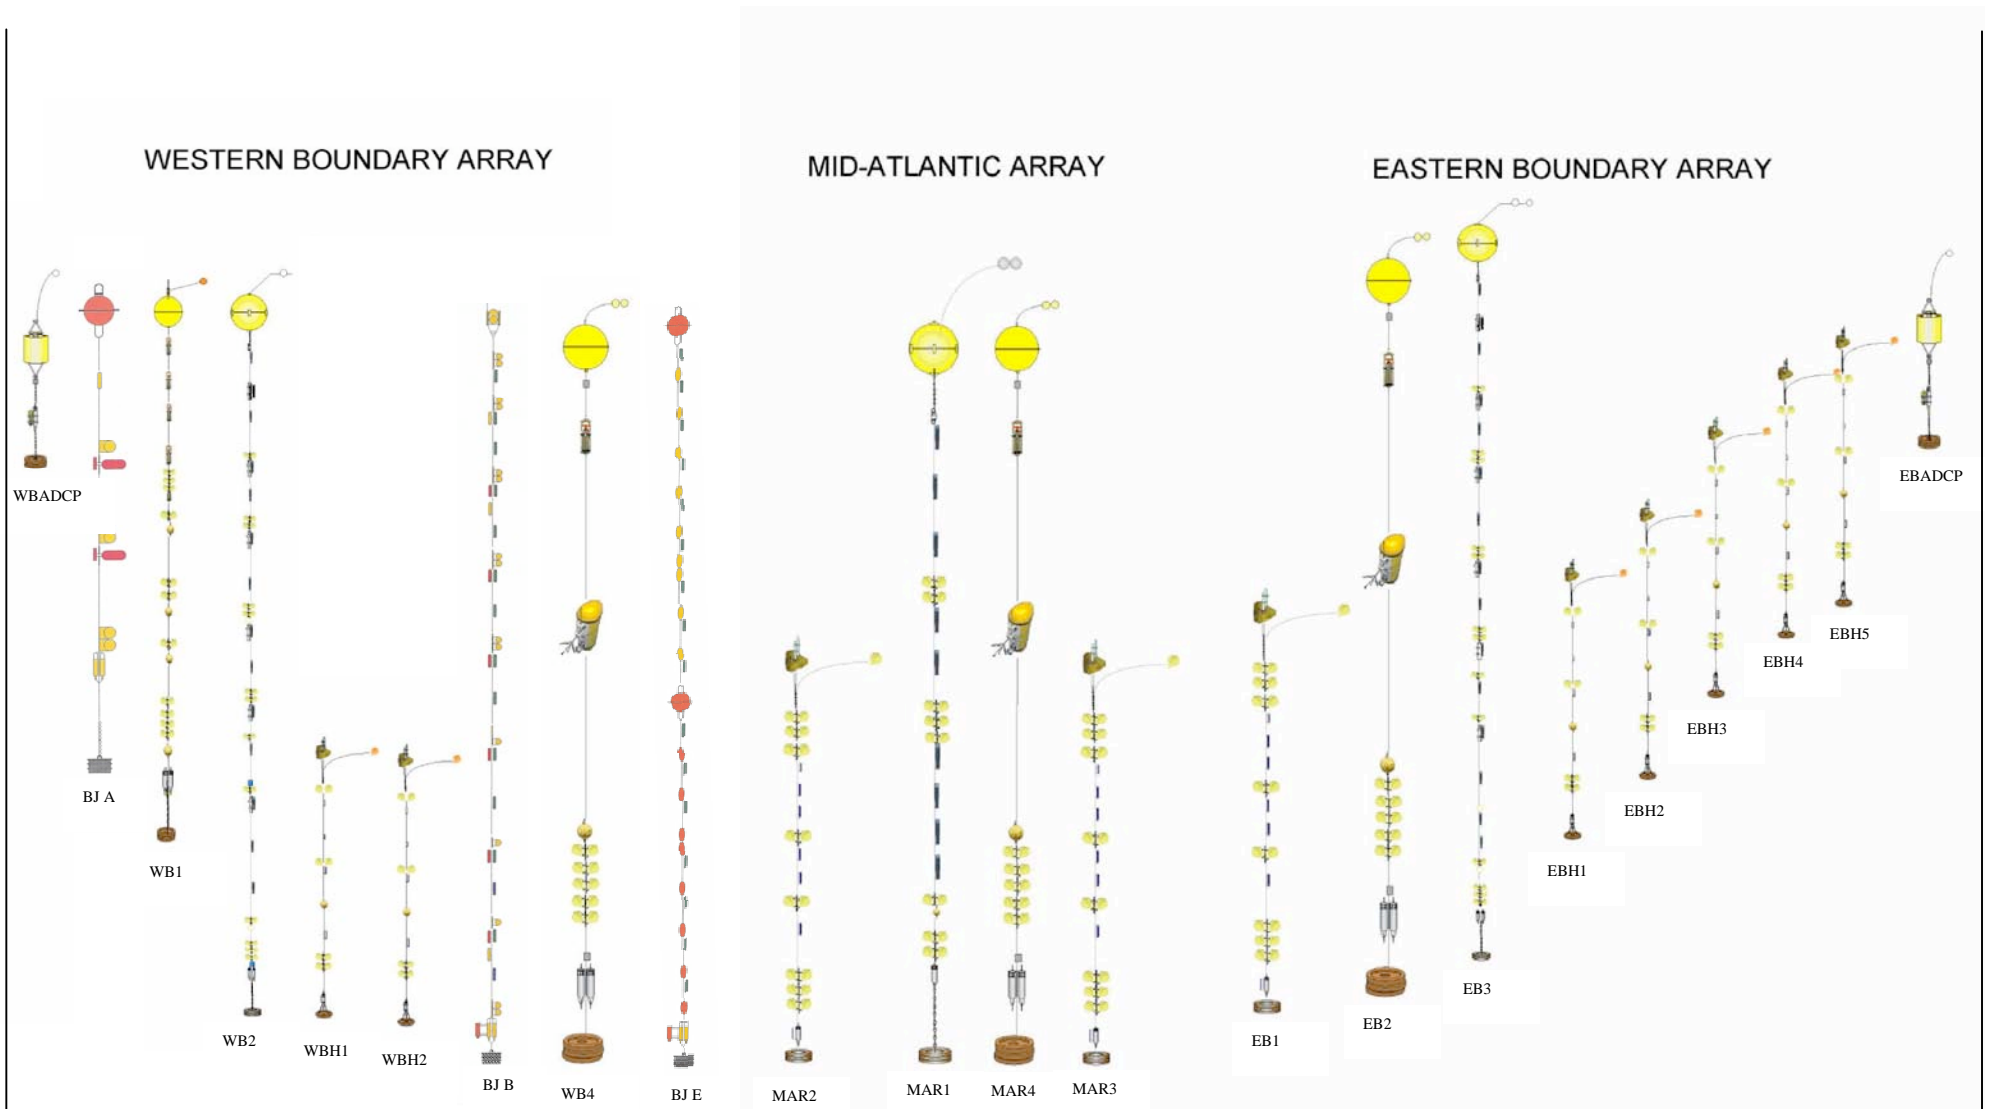 WESTERN BOUNDARY ARRAY
MID-ATLANTIC ARRAY
EASTERN BOUNDARY ARRAY
WBADCP
BJ A
WB1
WB2
WBH1
WBH2
BJ B
WB4
BJ E
MAR2
MAR1
MAR4
MAR3
EB1
EB2
EB3
EBH1
EBH2
EBH3
EBH4
EBH5
EBADCP